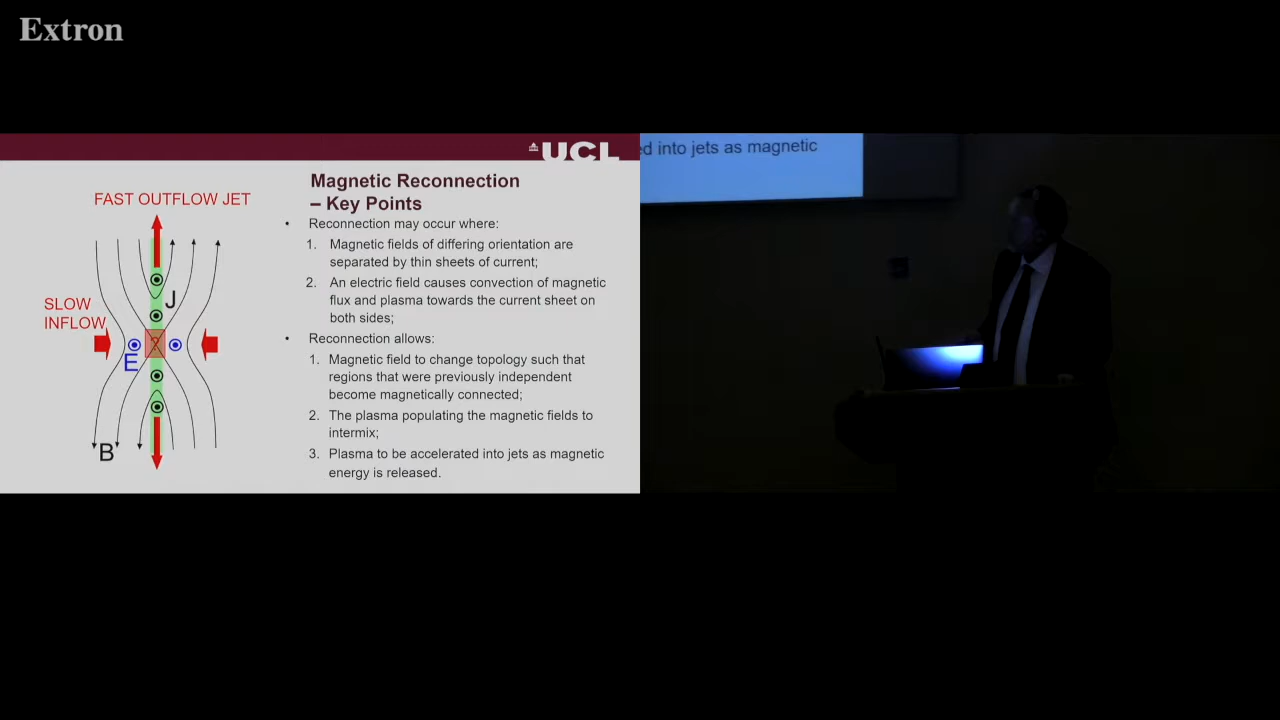 Extron
UCL
Magnetic Reconnection
– Key Points
FAST OUTFLOW JET
SLOW
INFLOW
J
E
B
• Reconnection may occur where:
1. Magnetic fields of differing orientation are
separated by thin sheets of current;
2. An electric field causes convection of magnetic
flux and plasma towards the current sheet on
both sides;
• Reconnection allows:
1. Magnetic field to change topology such that
regions that were previously independent
become magnetically connected;
2. The plasma populating the magnetic fields to
intermix;
3. Plasma to be accelerated into jets as magnetic
energy is released.
ed into jets as magnetic